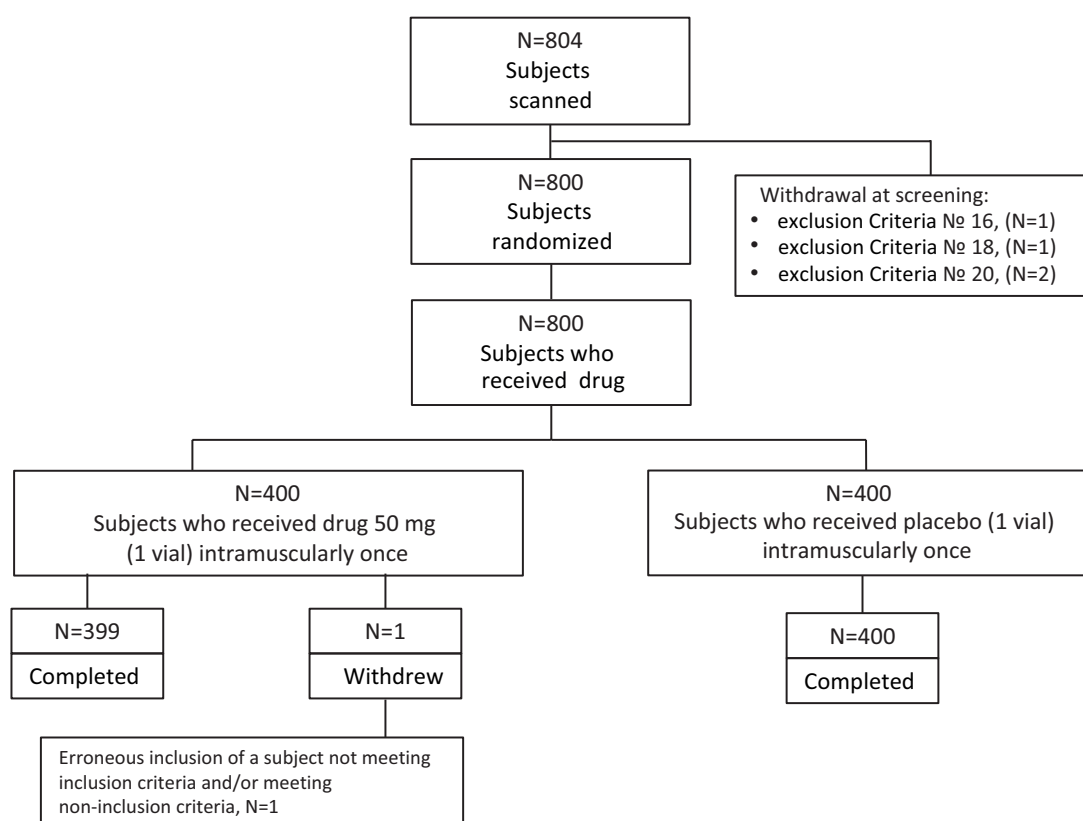 N=804
Subjects
scanned
N=800
Subjects
randomized
Withdrawal at screening:
• exclusion Criteria № 16, (N=1)
• exclusion Criteria № 18, (N=1)
• exclusion Criteria № 20, (N=2)
N=800
Subjects who
received drug
N=400
Subjects who received drug 50 mg
(1 vial) intramuscularly once
N=400
Subjects who received placebo (1 vial)
intramuscularly once
N=399
Completed
N=1
Withdrew
N=400
Completed
Erroneous inclusion of a subject not meeting
inclusion criteria and/or meeting
non-inclusion criteria, N=1